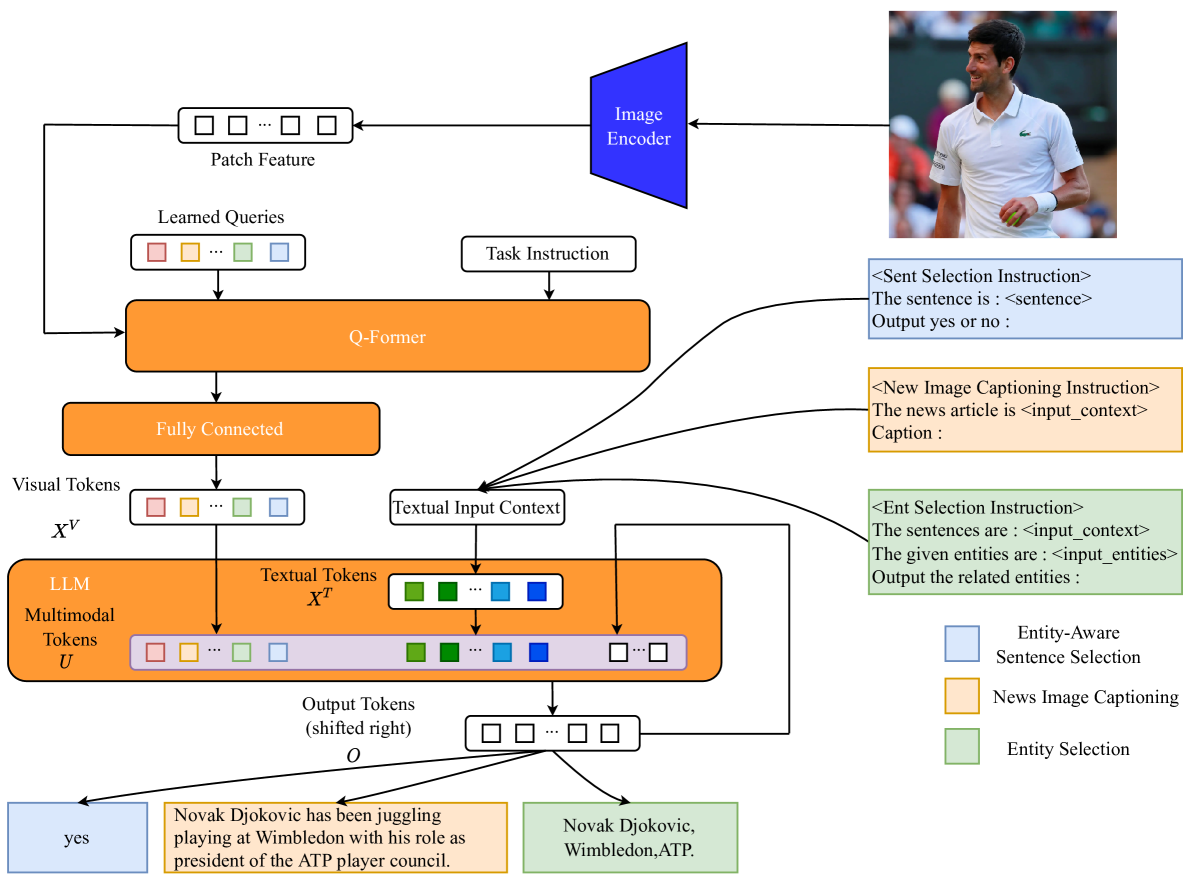 Image
Encoder
...
Patch Feature
Learned Queries
...
Task Instruction
Q-Former
Fully Connected
Visual Tokens
X^V
...
Textual Input Context
LLM
Multimodal
Tokens
U
Textual Tokens
X^T
...
...
...
...
Output Tokens
(shifted right)
O
...
<Sent Selection Instruction>
The sentence is : <sentence>
Output yes or no :
<New Image Captioning Instruction>
The news article is <input_context>
Caption :
<Ent Selection Instruction>
The sentences are : <input_context>
The given entities are : <input_entities>
Output the related entities :
Entity-Aware
Sentence Selection
News Image Captioning
Entity Selection
yes
Novak Djokovic has been juggling
playing at Wimbledon with his role as
president of the ATP player council.
Novak Djokovic,
Wimbledon,ATP.